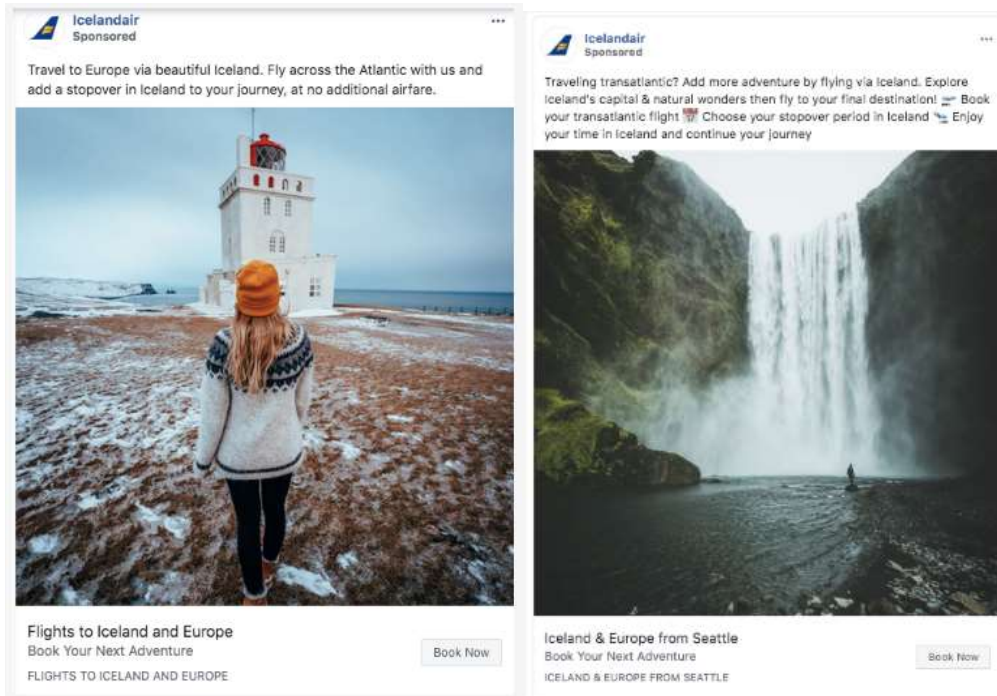 Icelandair
Sponsored
Travel to Europe via beautiful Iceland. Fly across the Atlantic with us and
add a stopover in Iceland to your journey, at no additional airfare.
Flights to Iceland and Europe
Book Your Next Adventure
Book Now
FLIGHTS TO ICELAND AND EUROPE
Icelandair
Sponsored
Traveling transatlantic? Add more adventure by flying via Iceland. Explore
Iceland's capital & natural wonders then fly to your final destination! 🛫 Book
your transatlantic flight 📅 Choose your stopover period in Iceland 🛬 Enjoy
your time in Iceland and continue your journey
Iceland & Europe from Seattle
Book Your Next Adventure
Book Now
ICELAND & EUROPE FROM SEATTLE